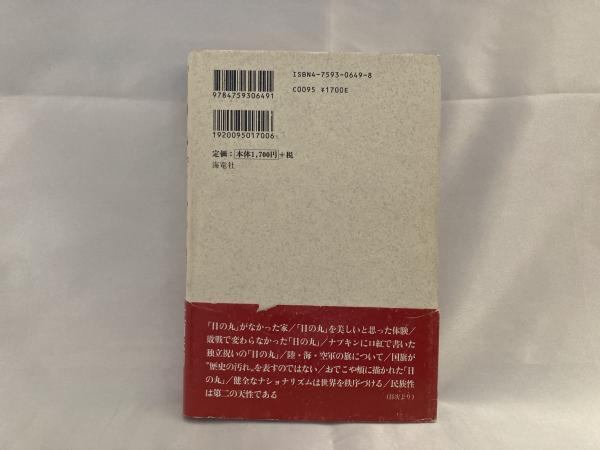 ISBN4-7593-0649-8
C0095 ¥1700E
9784759306491
1920095017006
定価：本体1,700円＋税
海竜社
「日の丸」がなかった家／「日の丸」を美しいと思った体験／
敗戦で変わらなかった「日の丸」／ナプキンに口紅で書いた
独立祝いの「日の丸」／陸・海・空軍の旗について／国旗が
“歴史の汚れ”を表すのではない／おでこや頬に描かれた「日
の丸」／健全なナショナリズムは世界を秩序づける／民族性
は第二の天性である
（目次より）